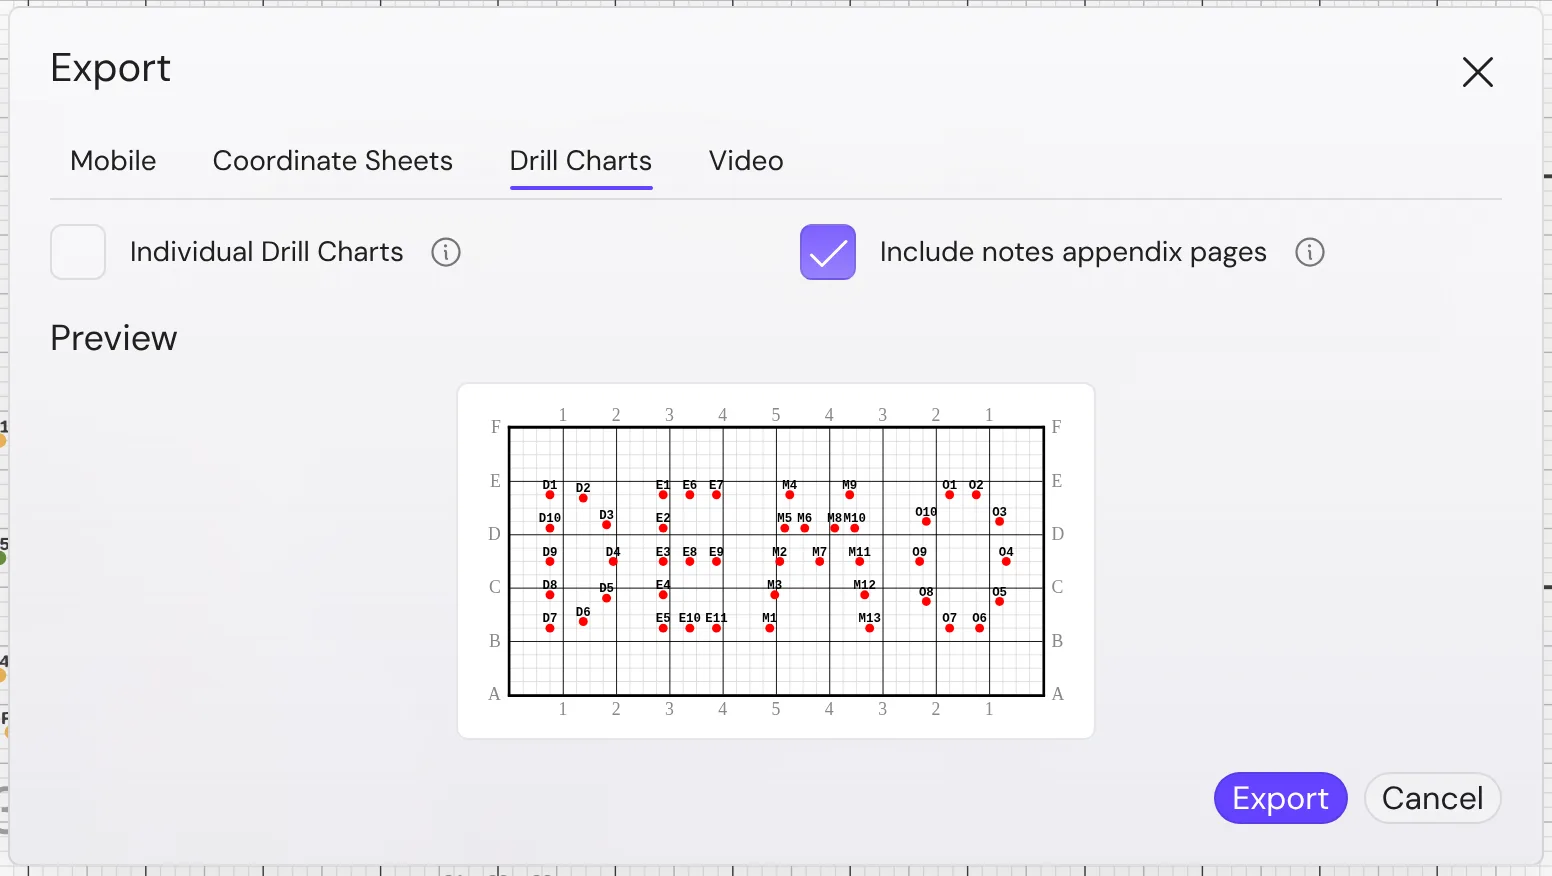 Export
Mobile Coordinate Sheets Drill Charts Video
Individual Drill Charts Include notes appendix pages
Preview
1 2 3 4 5 4 3 2 1
F F
E E
D1 D2 E1 E6 E7 M4 M9 O1 O2
D10 D3 E2 M5 M6 M8 M10 O10 O3
D D
D9 D4 E3 E8 E9 M2 M7 M11 O9 O4
C C
D8 D5 E4 M3 M12 O8 O5
D7 D6 E5 E10 E11 M1 M13 O7 O6
B B
A A
1 2 3 4 5 4 3 2 1
Export Cancel